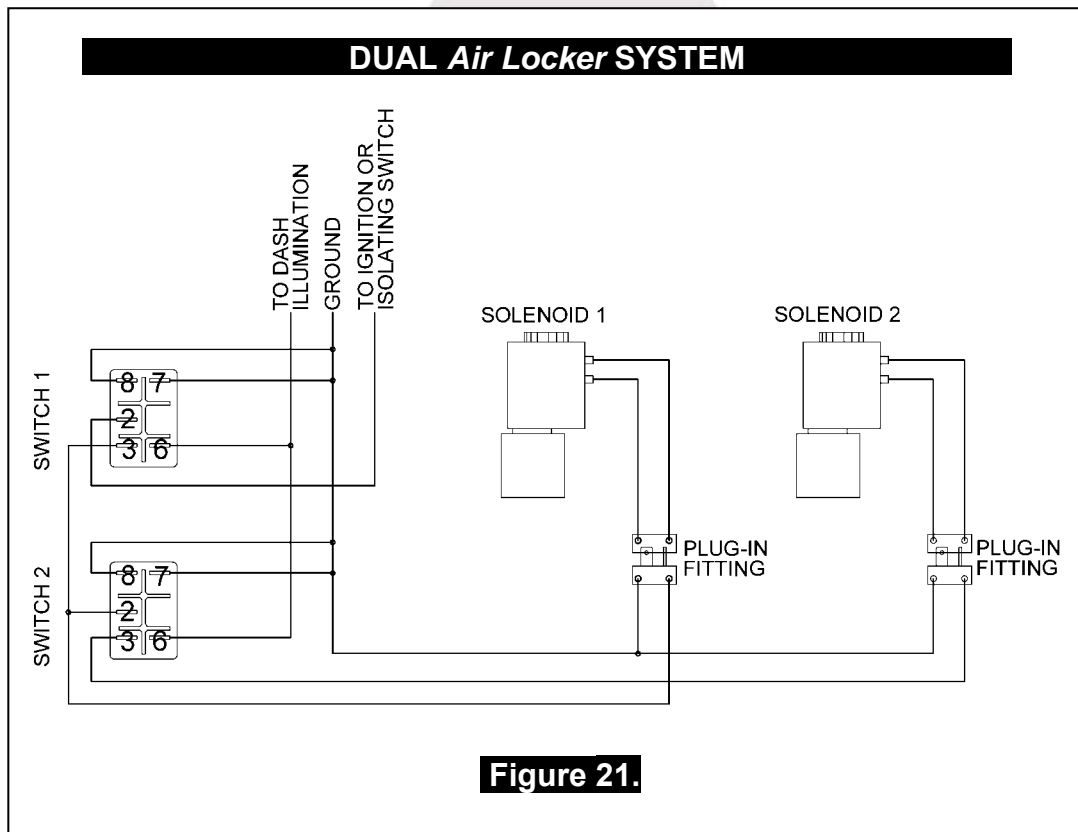 DUAL Air Locker SYSTEM
TO DASH
ILLUMINATION
GROUND
TO IGNITION OR
ISOLATING SWITCH
SOLENOID 1
SOLENOID 2
SWITCH 1
8 7
2
3 6
SWITCH 2
8 7
2
3 6
PLUG-IN
FITTING
PLUG-IN
FITTING
Figure 21.